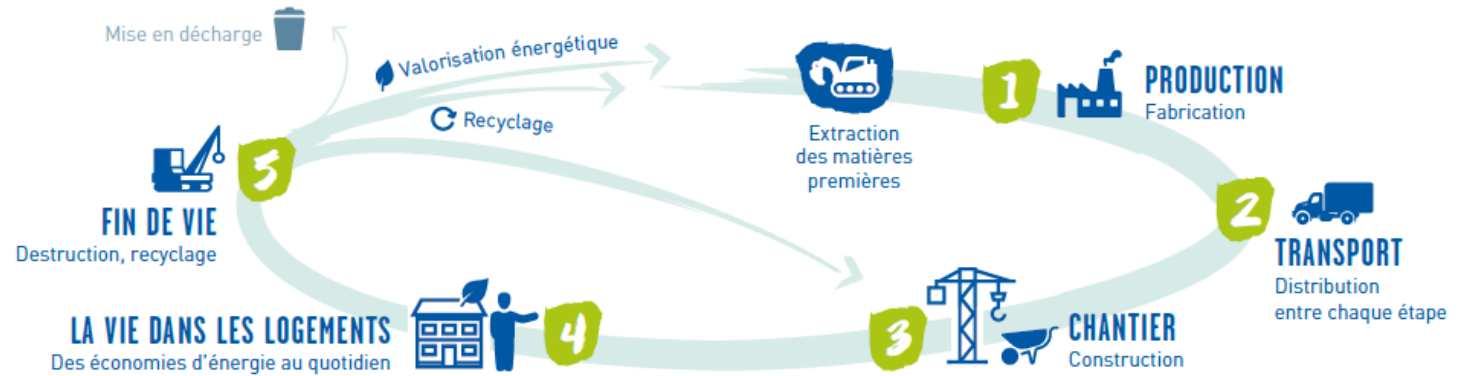 Mise en décharge
Valorisation énergétique
Recyclage
Extraction
des matières
premières
1
PRODUCTION
Fabrication
2
TRANSPORT
Distribution
entre chaque étape
3
CHANTIER
Construction
4
LA VIE DANS LES LOGEMENTS
Des économies d'énergie au quotidien
5
FIN DE VIE
Destruction, recyclage